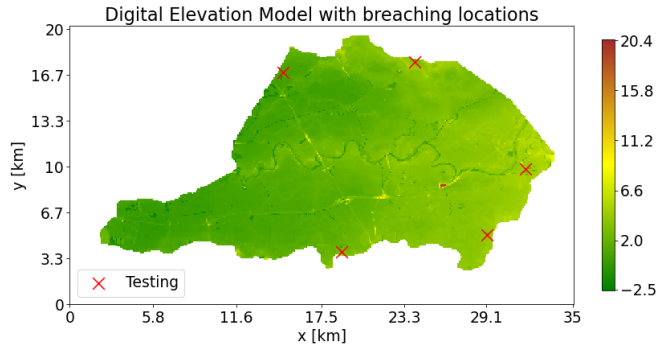 Digital Elevation Model with breaching locations
20
16.7
13.3
10
6.7
3.3
0
y [km]
Testing
0 5.8 11.6 17.5 23.3 29.1 35
x [km]
20.4
15.8
11.2
6.6
2.0
−2.5